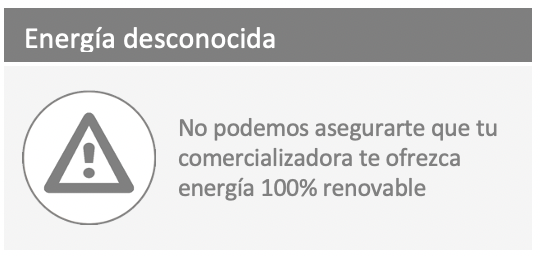 Energía desconocida
No podemos asegurarte que tu
comercializadora te ofrezca
energía 100% renovable